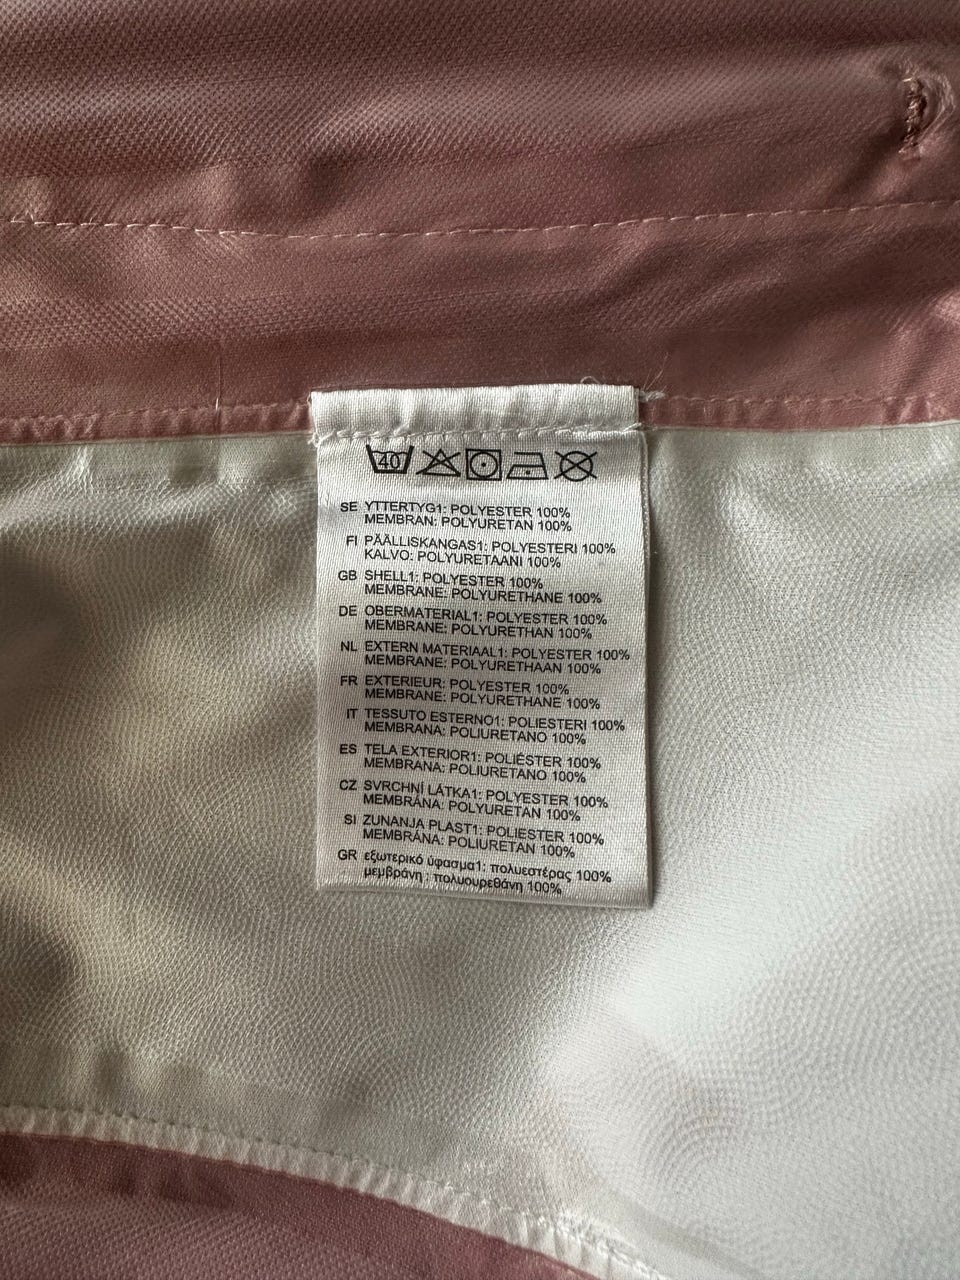 40
SE YTTERTYG1: POLYESTER 100%
MEMBRAN: POLYURETAN 100%
FI PÄÄLLISKANGAS1: POLYESTERI 100%
KALVO: POLYURETAANI 100%
GB SHELL1: POLYESTER 100%
MEMBRANE: POLYURETHANE 100%
DE OBERMATERIAL1: POLYESTER 100%
MEMBRANE: POLYURETHAN 100%
NL EXTERN MATERIAAL1: POLYESTER 100%
MEMBRANE: POLYURETHAAN 100%
FR EXTERIEUR: POLYESTER 100%
MEMBRANE: POLYURETHANE 100%
IT TESSUTO ESTERNO1: POLIESTERI 100%
MEMBRANA: POLIURETANO 100%
ES TELA EXTERIOR1: POLIÉSTER 100%
MEMBRANA: POLIURETANO 100%
CZ SVRCHNÍ LÁTKA1: POLYESTER 100%
MEMBRÁNA: POLYURETAN 100%
SI ZUNANJA PLAST1: POLIESTER 100%
MEMBRÁNA: POLIURETAN 100%
GR εξωτερικό ύφασμα1: πολυεστέρας 100%
μεμβράνη : πολυουρεθάνη 100%